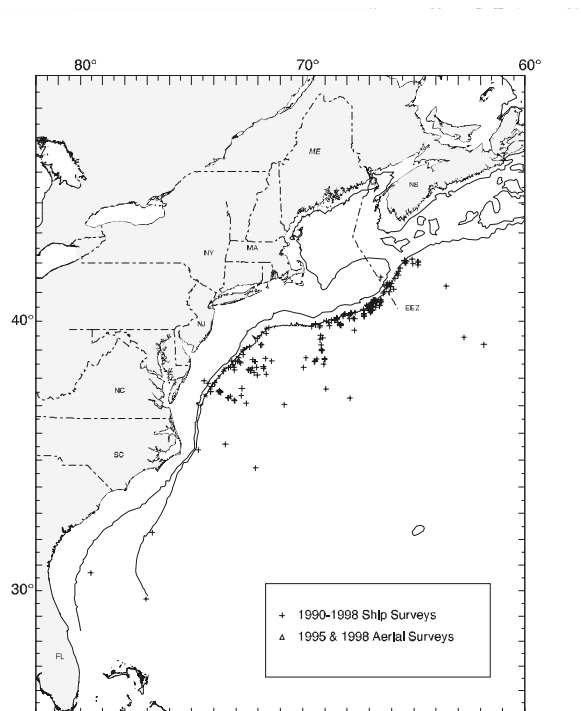 80° 70° 60°
ME
NS
NY MA
EEZ
40° NJ
NC
SC
30°
1990-1998 Ship Surveys
1995 & 1998 Aerial Surveys
FL